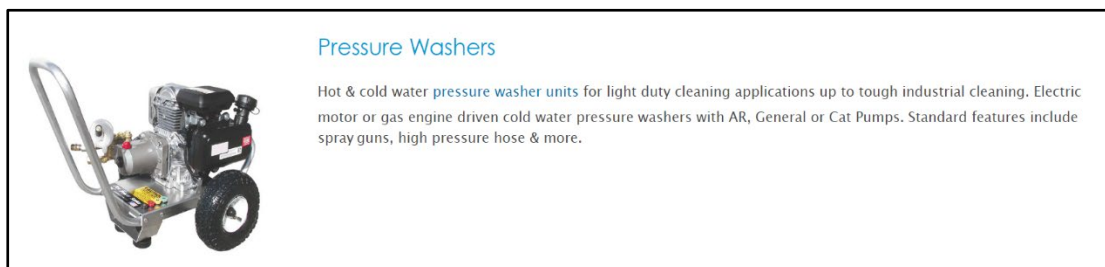 Pressure Washers
Hot & cold water pressure washer units for light duty cleaning applications up to tough industrial cleaning. Electric
motor or gas engine driven cold water pressure washers with AR, General or Cat Pumps. Standard features include
spray guns, high pressure hose & more.